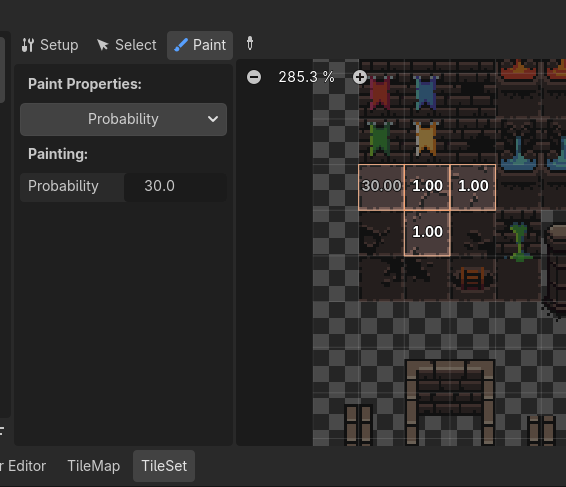 Setup Select Paint
Paint Properties:
Probability
Painting:
Probability 30.0
285.3 %
30.00 1.00 1.00
1.00
r Editor TileMap TileSet